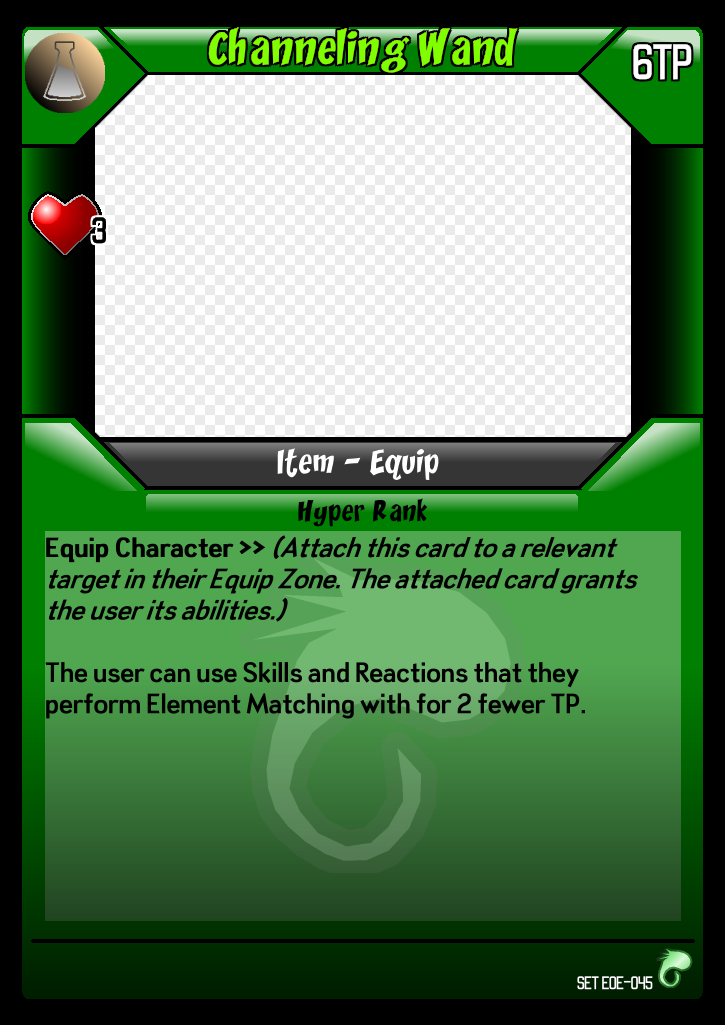 Channeling Wand
6TP
3
Item - Equip
Hyper Rank
Equip Character >> (Attach this card to a relevant
target in their Equip Zone. The attached card grants
the user its abilities.)
The user can use Skills and Reactions that they
perform Element Matching with for 2 fewer TP.
SET EOE-045